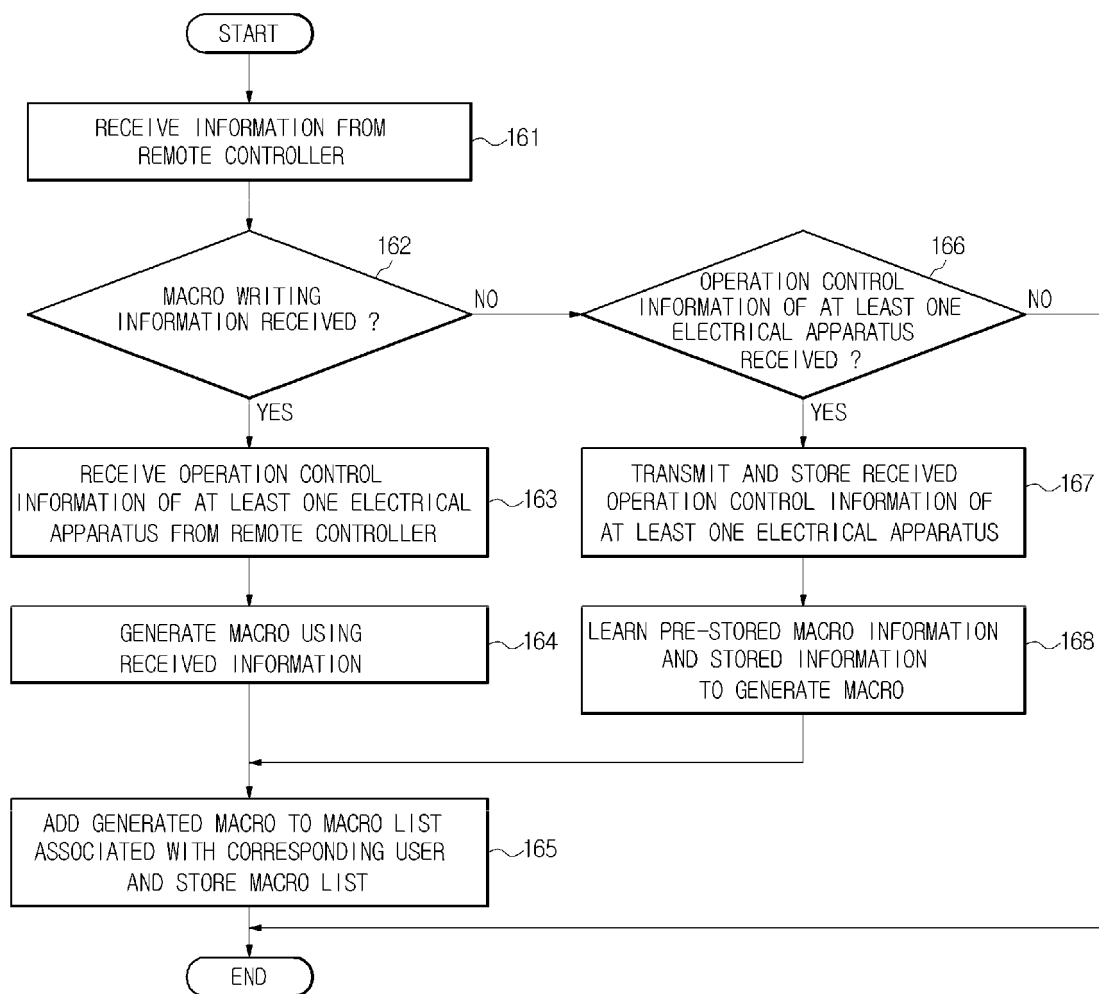 START
RECEIVE INFORMATION FROM
REMOTE CONTROLLER
161
162
MACRO WRITING
INFORMATION RECEIVED ?
NO
YES
166
OPERATION CONTROL
INFORMATION OF AT LEAST ONE
ELECTRICAL APPARATUS
RECEIVED ?
NO
YES
RECEIVE OPERATION CONTROL
INFORMATION OF AT LEAST ONE ELECTRICAL
APPARATUS FROM REMOTE CONTROLLER
163
TRANSMIT AND STORE RECEIVED
OPERATION CONTROL INFORMATION OF
AT LEAST ONE ELECTRICAL APPARATUS
167
GENERATE MACRO USING
RECEIVED INFORMATION
164
LEARN PRE-STORED MACRO INFORMATION
AND STORED INFORMATION
TO GENERATE MACRO
168
ADD GENERATED MACRO TO MACRO LIST
ASSOCIATED WITH CORRESPONDING USER
AND STORE MACRO LIST
165
END